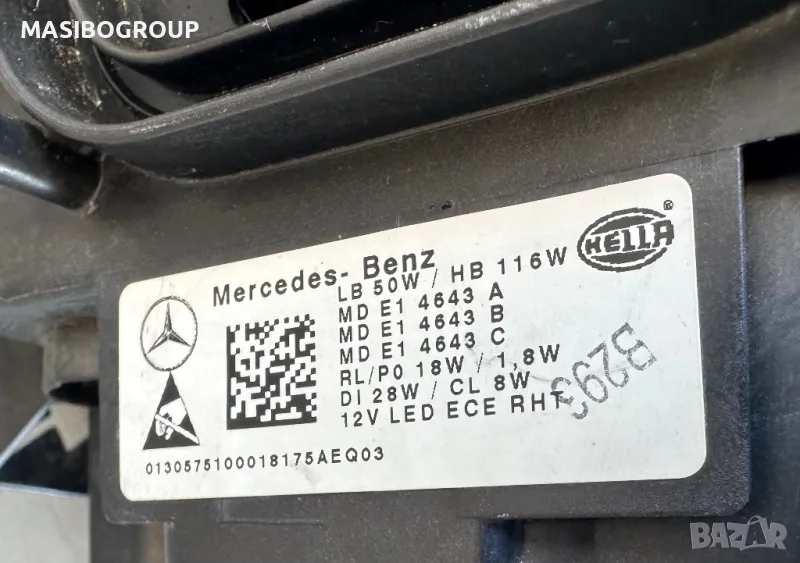 MASIBOGROUP
Mercedes- Benz
HELLA ®
LB 50W / HB 116W
MD E1 4643 A
MD E1 4643 B
MD E1 4643 C
RL/PO 18W / 1,8W
DI 28W / CL 8W
12V LED ECE RHT
B293
0130575100018175AEQ03
BAZAR